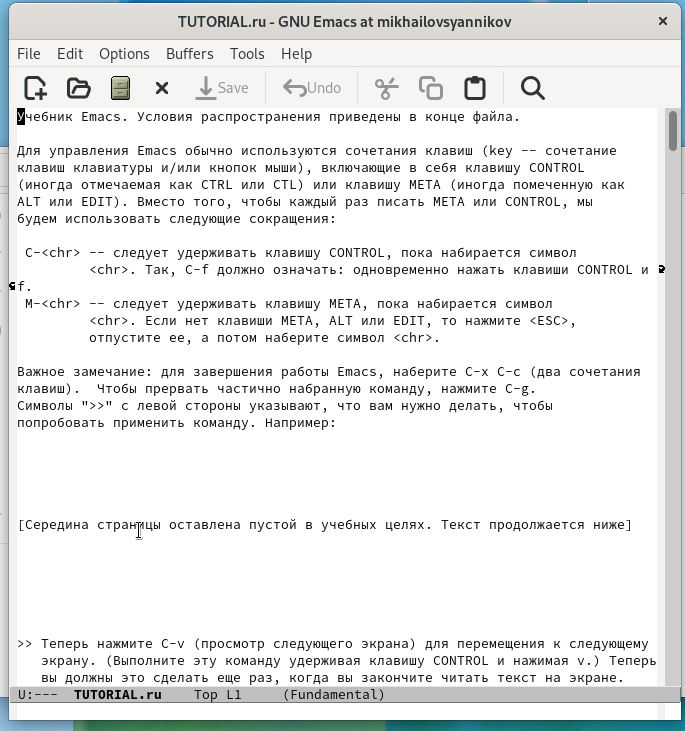 TUTORIAL.ru - GNU Emacs at mikhailovsyannikov
File Edit Options Buffers Tools Help
Save Undo
Учебник Emacs. Условия распространения приведены в конце файла.
Для управления Emacs обычно используются сочетания клавиш (key -- сочетание
клавиш клавиатуры и/или кнопок мыши), включающие в себя клавишу CONTROL
(иногда отмечаемая как CTRL или CTL) или клавишу META (иногда помеченную как
ALT или EDIT). Вместо того, чтобы каждый раз писать META или CONTROL, мы
будем использовать следующие сокращения:
C-<chr> -- следует удерживать клавишу CONTROL, пока набирается символ
<chr>. Так, C-f должно означать: одновременно нажать клавиши CONTROL и
f.
M-<chr> -- следует удерживать клавишу META, пока набирается символ
<chr>. Если нет клавиши META, ALT или EDIT, то нажмите <ESC>,
отпустите ее, а потом наберите символ <chr>.
Важное замечание: для завершения работы Emacs, наберите C-x C-c (два сочетания
клавиш).  Чтобы прервать частично набранную команду, нажмите C-g.
Символы ">>" с левой стороны указывают, что вам нужно делать, чтобы
попробовать применить команду. Например:
[Середина страницы оставлена пустой в учебных целях. Текст продолжается ниже]
>> Теперь нажмите C-v (просмотр следующего экрана) для перемещения к следующему
экрану. (Выполните эту команду удерживая клавишу CONTROL и нажимая v.) Теперь
вы должны это сделать еще раз, когда вы закончите читать текст на экране.
U:--- TUTORIAL.ru Top L1 (Fundamental)